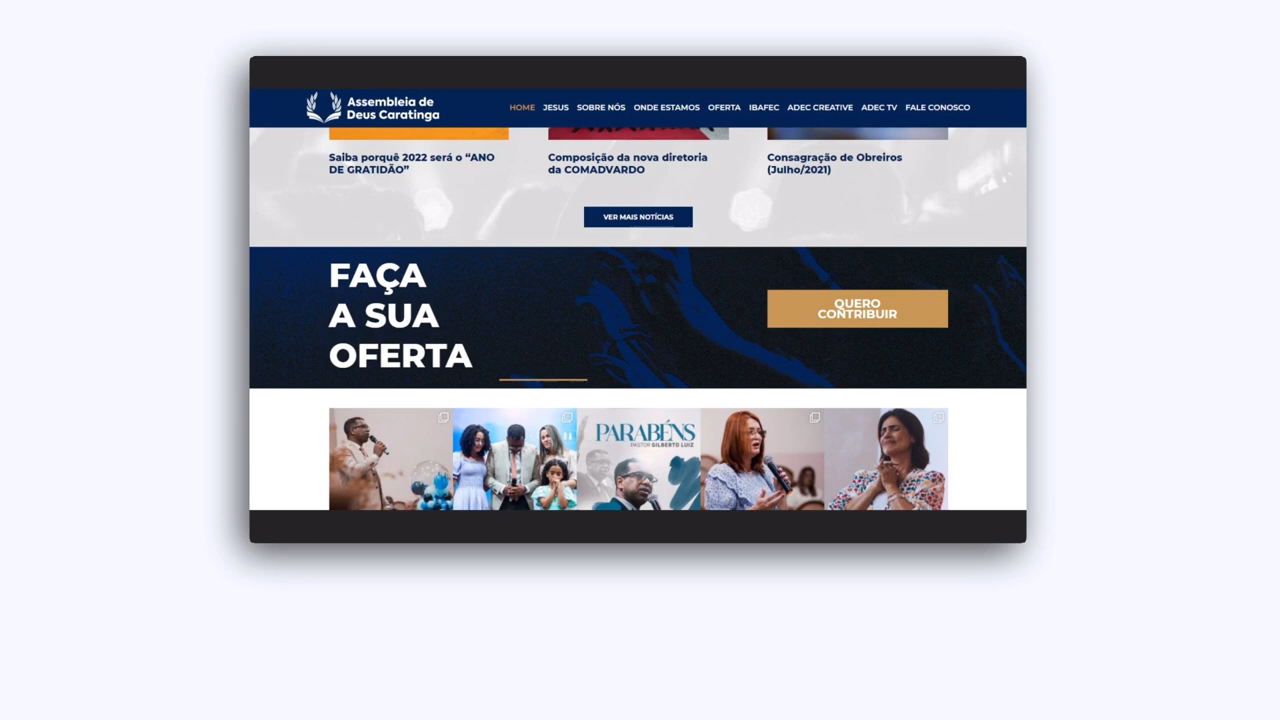 Assembleia de
Deus Caratinga
HOME JESUS SOBRE NÓS ONDE ESTAMOS OFERTA IBAFEC ADEC CREATIVE ADEC TV FALE CONOSCO
Saiba porquê 2022 será o “ANO
DE GRATIDÃO”
Composição da nova diretoria
da COMADVARDO
Consagração de Obreiros
(Julho/2021)
VER MAIS NOTÍCIAS
FAÇA
A SUA
OFERTA
QUERO
CONTRIBUIR
PARABÉNS
PASTOR GILBERTO LUIZ